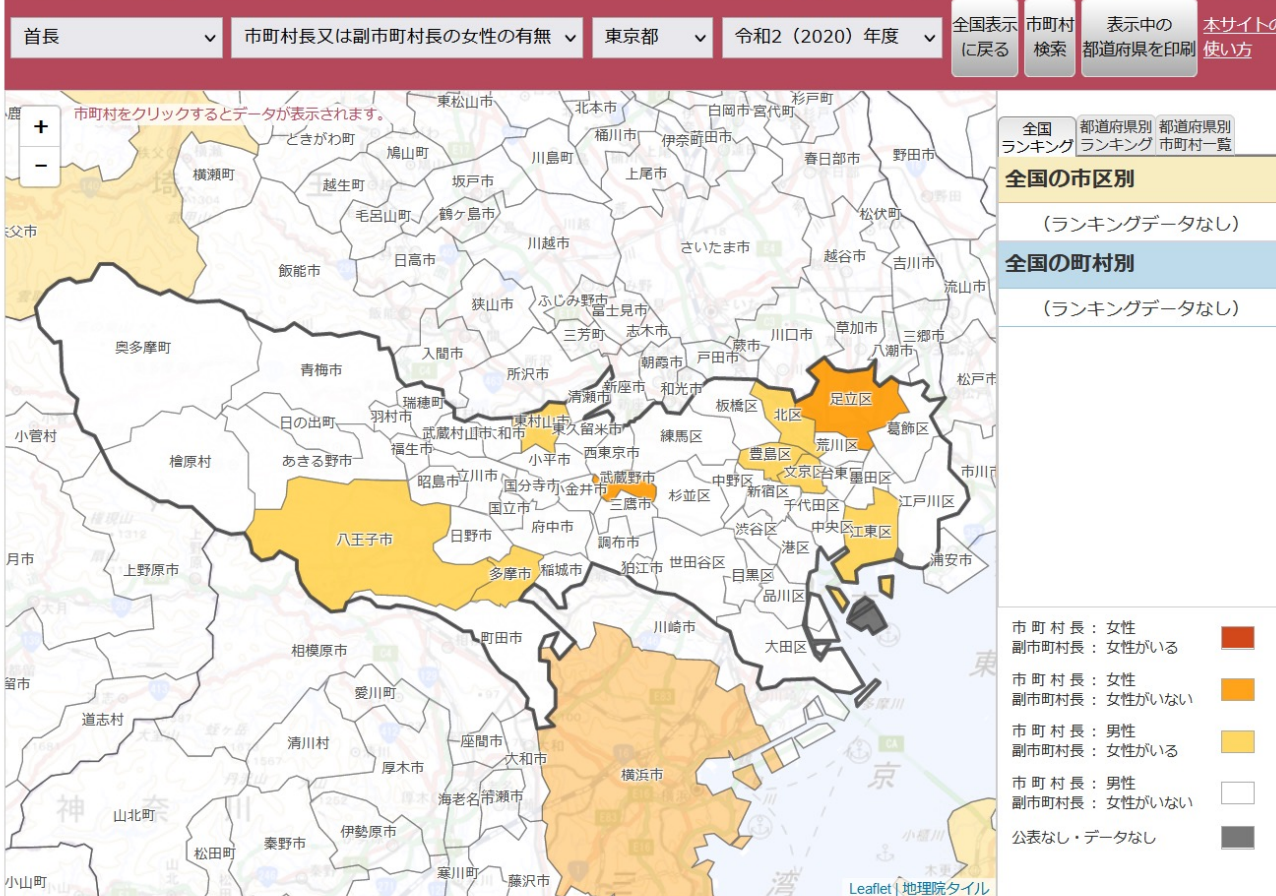 首長
市町村長又は副市町村長の女性の有無
東京都
令和2（2020）年度
全国表示
に戻る
市町村
検索
表示中の
都道府県を印刷
本サイトの
使い方
+
−
市町村をクリックするとデータが表示されます。
東松山市
北本市
白岡市
宮代町
杉戸町
ときがわ町
鳩山町
桶川市
伊奈町
蓮田市
横瀬町
川島町
春日部市
野田市
越生町
坂戸市
上尾市
毛呂山町
鶴ヶ島市
松伏町
秩父市
川越市
さいたま市
越谷市
吉川市
飯能市
日高市
流山市
狭山市
ふじみ野市
富士見市
三芳町
志木市
川口市
草加市
三郷市
八潮市
奥多摩町
入間市
朝霞市
戸田市
蕨市
青梅市
所沢市
新座市
和光市
松戸市
清瀬市
足立区
瑞穂町
板橋区
北区
日の出町
羽村市
東村山市
東久留米市
葛飾区
小菅村
武蔵村山市
大和市
練馬区
荒川区
福生市
西東京市
豊島区
檜原村
あきる野市
小平市
文京区
台東区
墨田区
市川市
昭島市
立川市
国分寺市
小金井市
武蔵野市
中野区
新宿区
杉並区
江戸川区
国立市
三鷹市
千代田区
八王子市
日野市
府中市
渋谷区
中央区
江東区
調布市
港区
月市
上野原市
多摩市
稲城市
狛江市
世田谷区
目黒区
浦安市
品川区
川崎市
町田市
大田区
相模原市
留市
愛川町
道志村
座間市
清川村
大和市
厚木市
横浜市
海老名市
綾瀬市
山北町
伊勢原市
秦野市
松田町
寒川町
藤沢市
小山町
埼
玉
神
奈
川
東
京
湾
多摩川
小櫃川
Leaflet | 地理院タイル
全国
ランキング
都道府県別
ランキング
都道府県別
市町村一覧
全国の市区別
（ランキングデータなし）
全国の町村別
（ランキングデータなし）
市町村長：女性
副市町村長：女性がいる
市町村長：女性
副市町村長：女性がいない
市町村長：男性
副市町村長：女性がいる
市町村長：男性
副市町村長：女性がいない
公表なし・データなし